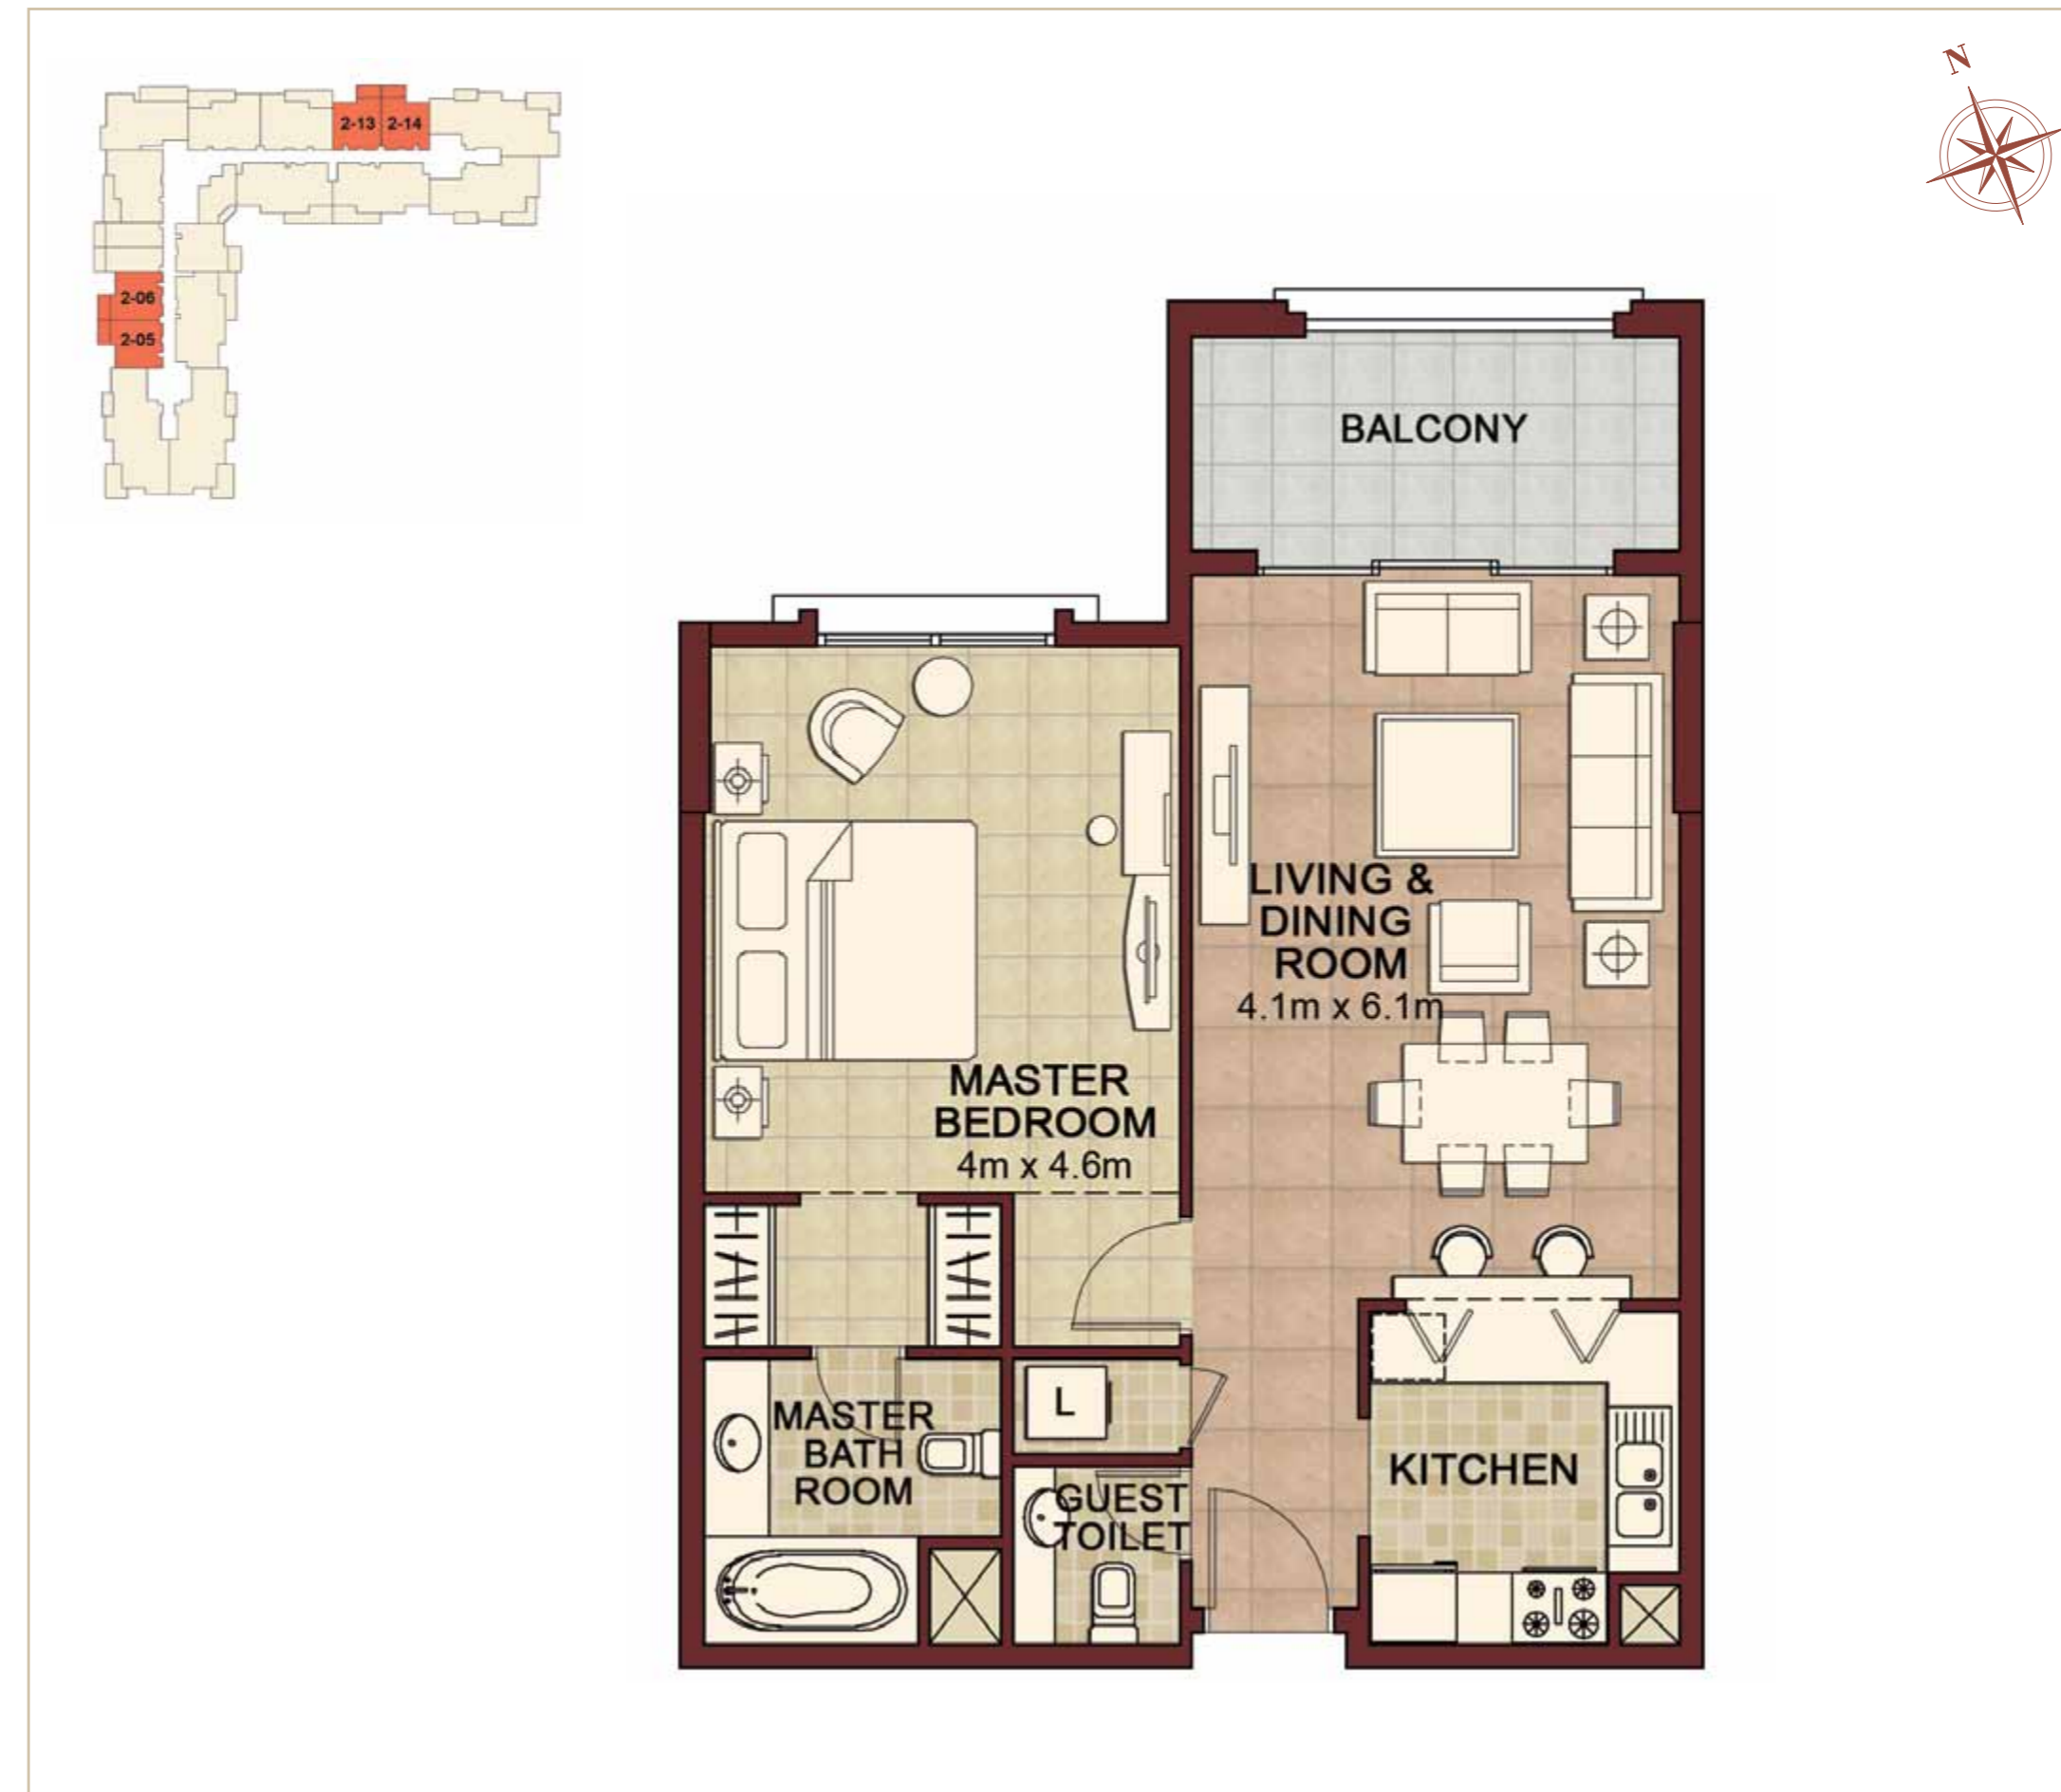 N
2-13 2-14
2-06
2-05
BALCONY
LIVING &
DINING
ROOM
4.1m x 6.1m
MASTER
BEDROOM
4m x 4.6m
MASTER
BATH
ROOM
L
GUEST
TOILET
KITCHEN